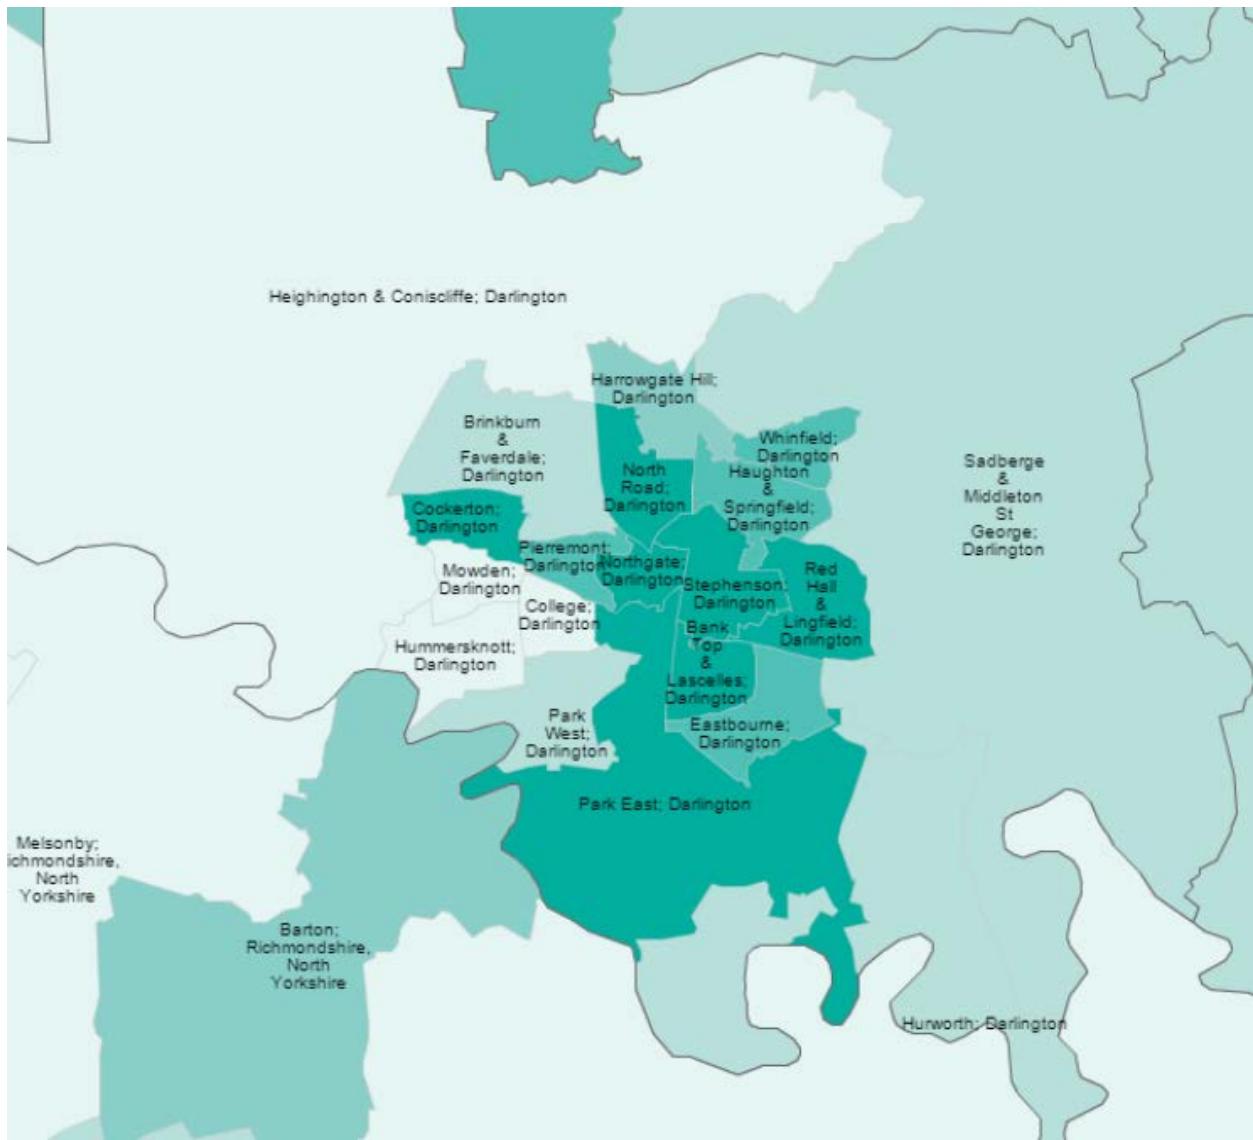 Heighington & Coniscliffe; Darlington
Harrowgate Hill;
Darlington
Brinkburn
&
Faverdale;
Darlington
Whinfield;
Darlington
Haughton
&
Springfield;
Darlington
North
Road;
Darlington
Sadberge
&
Middleton
St
George;
Darlington
Cockerton;
Darlington
Pierremont;
Darlington
Northgate;
Darlington
Mowden;
Darlington
Stephenson;
Darlington
Red
Hall
&
Lingfield;
Darlington
College;
Darlington
Hummersknott;
Darlington
Bank
Top
&
Lascelles;
Darlington
Park
West;
Darlington
Eastbourne;
Darlington
Park East; Darlington
Melsonby;
ichmondshire,
North
Yorkshire
Barton;
Richmondshire,
North
Yorkshire
Hurworth; Darlington